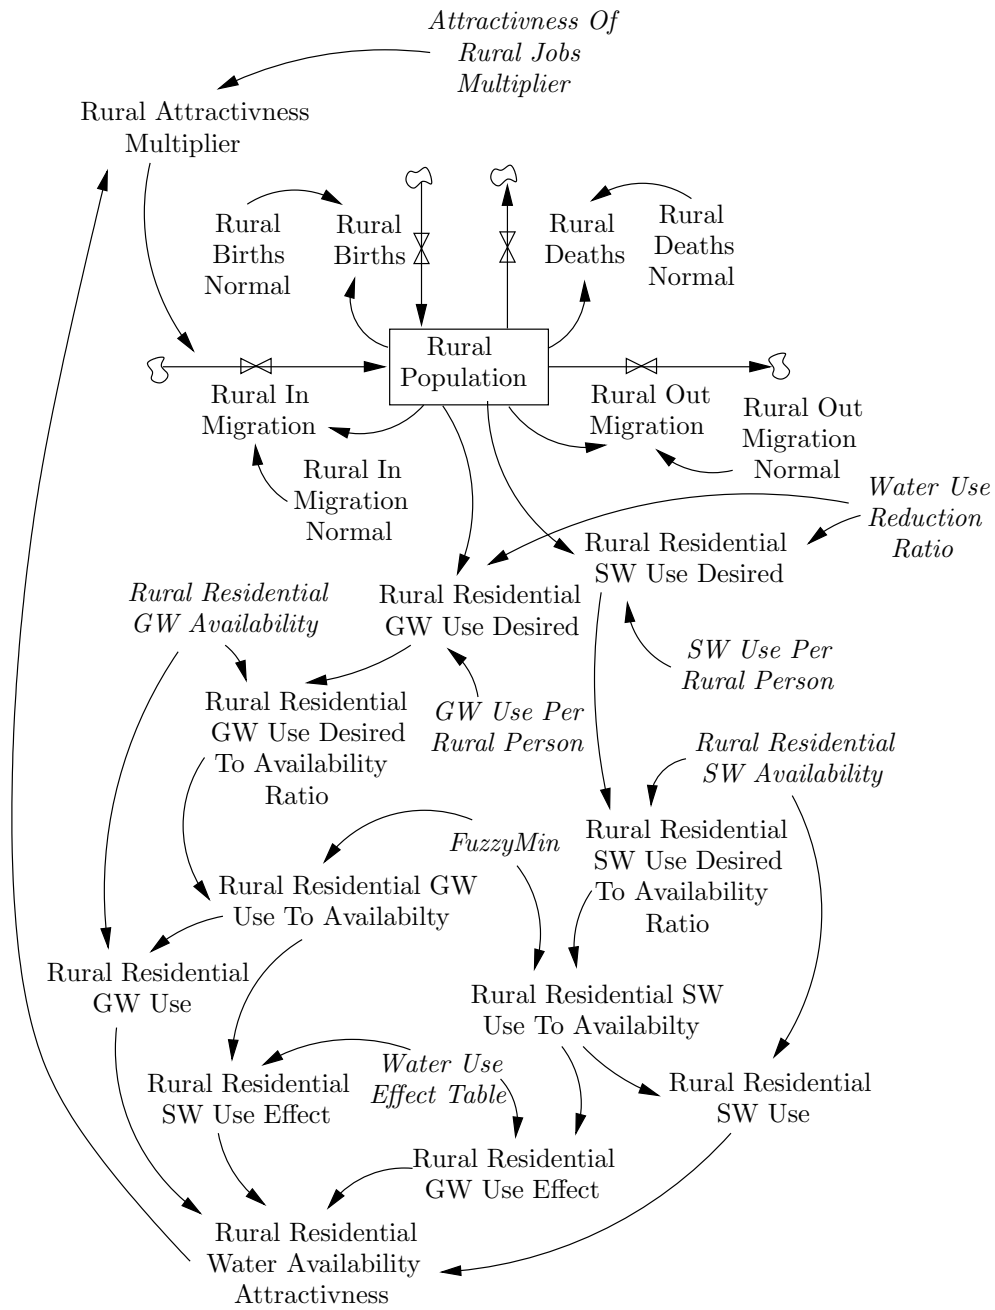 Attractivness Of
Rural Jobs
Multiplier
Rural Attractivness
Multiplier
Rural
Births
Normal
Rural
Births
Rural
Deaths
Rural
Deaths
Normal
Rural
Population
Rural In
Migration
Rural Out
Migration
Rural Out
Migration
Normal
Rural In
Migration
Normal
Water Use
Reduction
Ratio
Rural Residential
SW Use Desired
Rural Residential
GW Availability
Rural Residential
GW Use Desired
SW Use Per
Rural Person
Rural Residential
GW Use Desired
To Availability
Ratio
GW Use Per
Rural Person
Rural Residential
SW Availability
FuzzyMin
Rural Residential
SW Use Desired
To Availability
Ratio
Rural Residential GW
Use To Availabilty
Rural Residential
GW Use
Rural Residential SW
Use To Availabilty
Water Use
Effect Table
Rural Residential
SW Use Effect
Rural Residential
SW Use
Rural Residential
GW Use Effect
Rural Residential
Water Availability
Attractivness